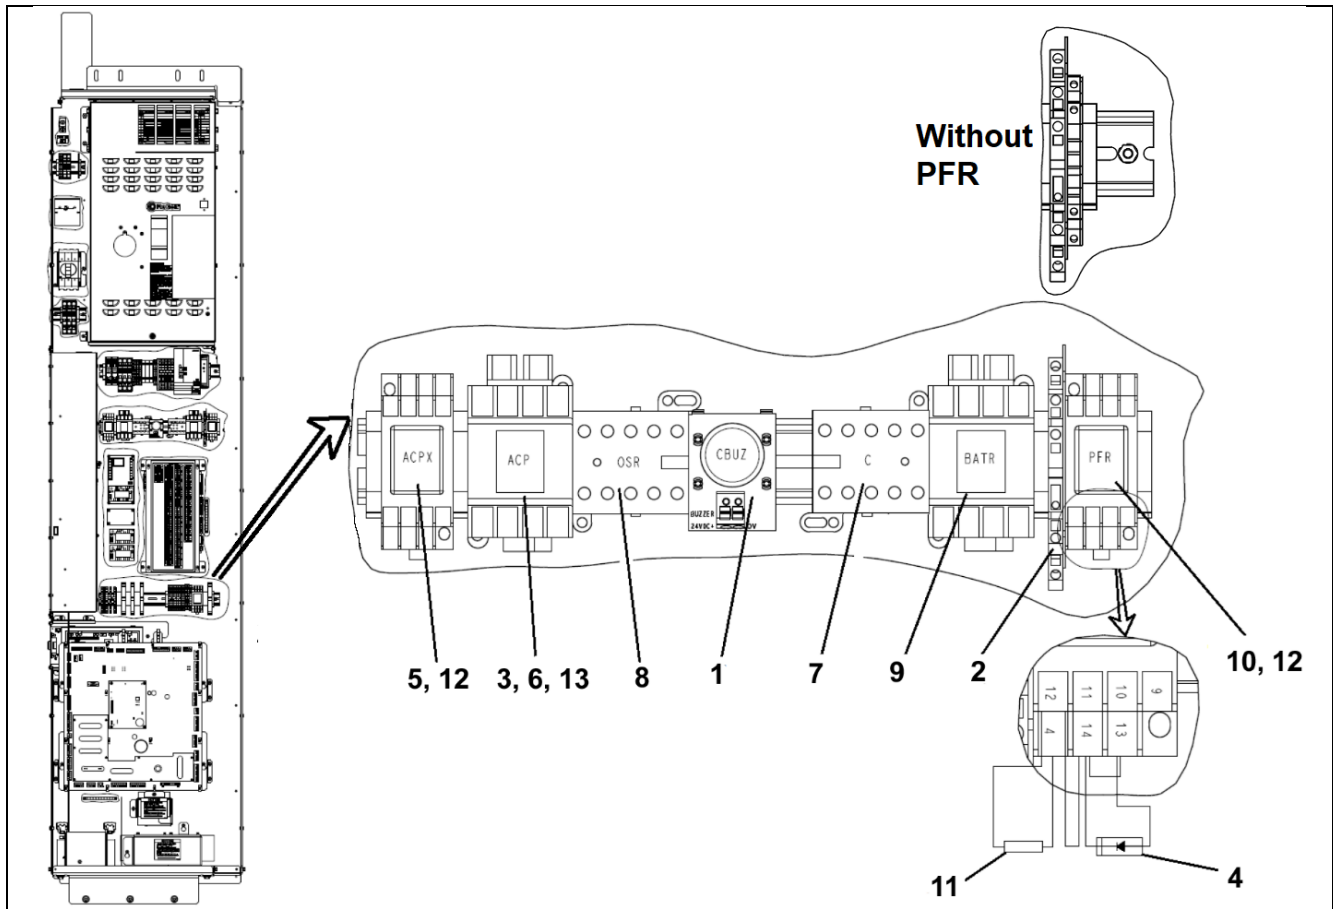 Without
PFR
ACPX
ACP
OSR
CBUZ
C
BATR
PFR
BUZZER
24VDC+
0V
5, 12
3, 6, 13
8
1
7
9
2
10, 12
12
11
10
9
4
14
13
11
4